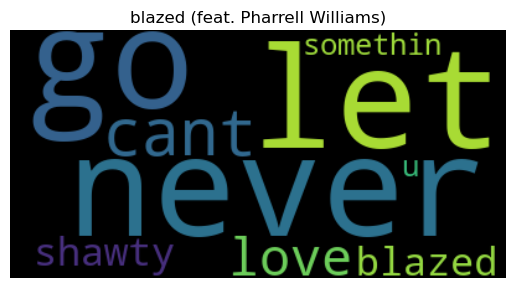 blazed (feat. Pharrell Williams)
go let somethin
cant
never u
shawty love blazed